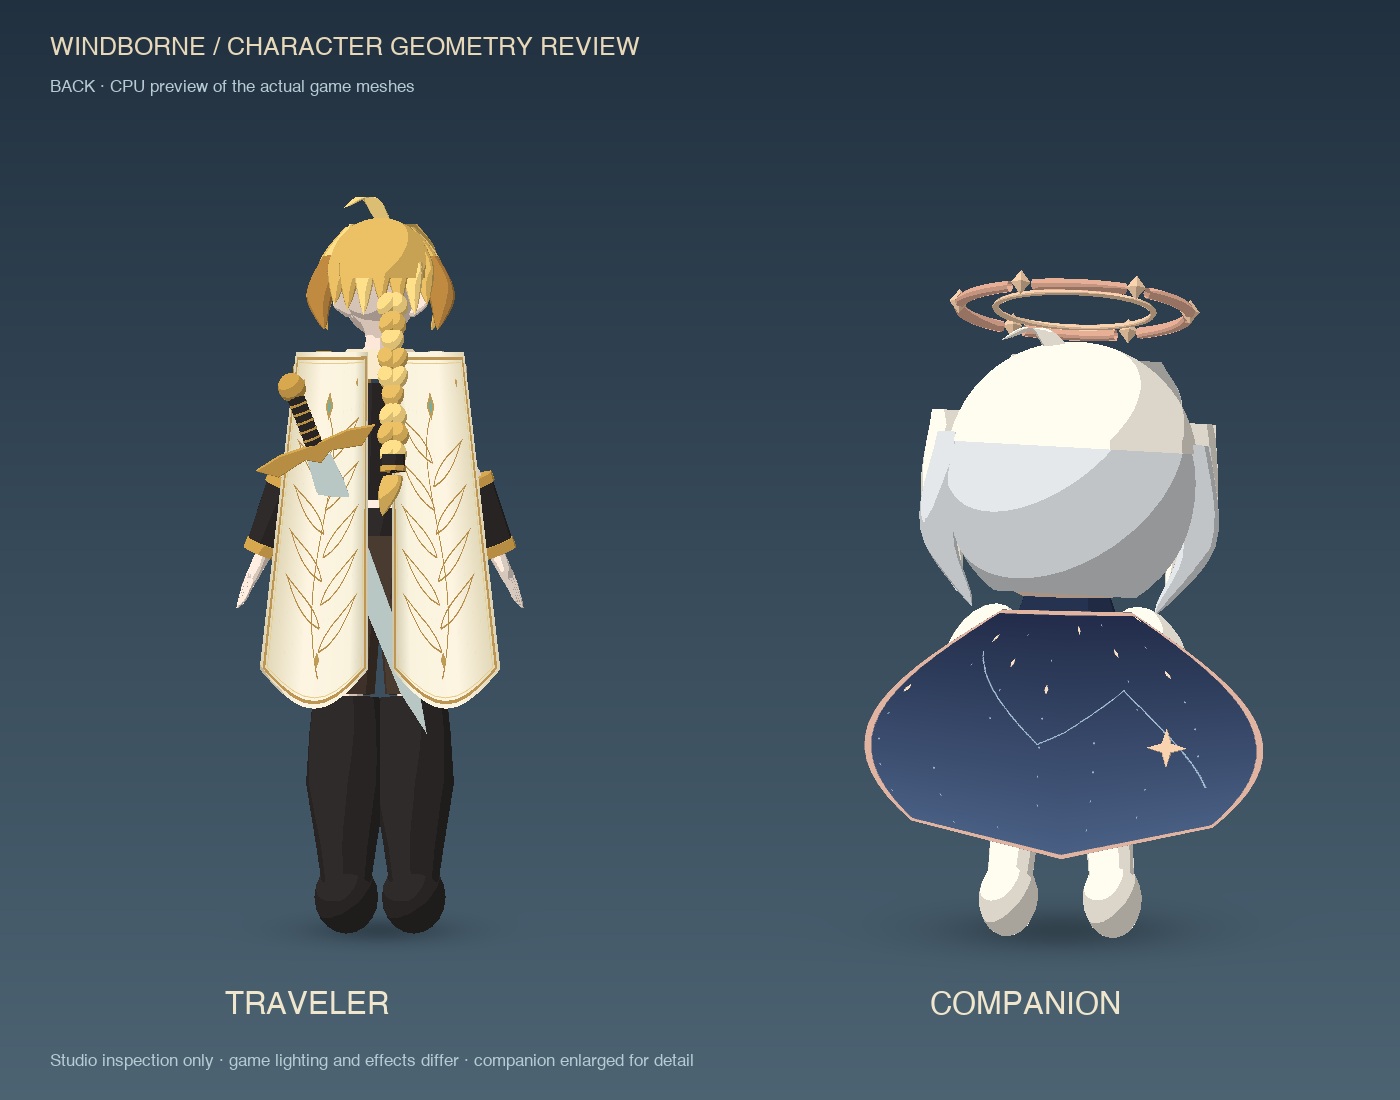 WINDBORNE / CHARACTER GEOMETRY REVIEW
BACK · CPU preview of the actual game meshes
TRAVELER
COMPANION
Studio inspection only · game lighting and effects differ · companion enlarged for detail